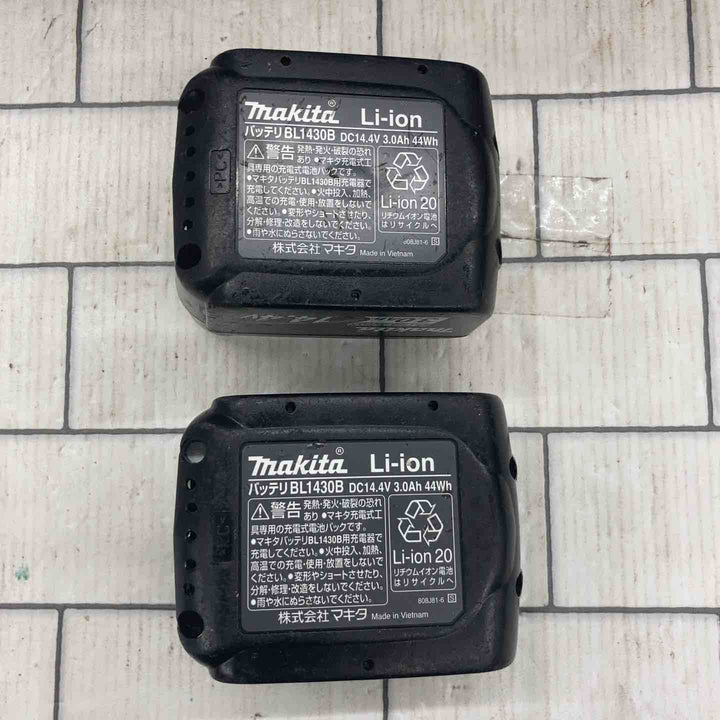 makita® Li-ion
バッテリ BL1430B DC14.4V 3.0Ah 44Wh
警告 発熱・発火・破裂の恐れ
あり ●マキタ充電式工
具専用の充電式電池パックです。
●マキタバッテリBL1430B用充電器で
充電してください。●火中投入、加熱、
高温での充電・使用・放置をしないで
ください。●変形やショートさせたり、
分解・修理・改造をしないでください。
●雨や水にぬらさないでください。
Li-ion 20
リチウムイオン電池
はリサイクルへ
808J81-6 S
株式会社マキタ Made in Vietnam
>PC<
makita
14.4V
makita® Li-ion
バッテリ BL1430B DC14.4V 3.0Ah 44Wh
警告 発熱・発火・破裂の恐れ
あり ●マキタ充電式工
具専用の充電式電池パックです。
●マキタバッテリBL1430B用充電器で
充電してください。●火中投入、加熱、
高温での充電・使用・放置をしないで
ください。●変形やショートさせたり、
分解・修理・改造をしないでください。
●雨や水にぬらさないでください。
Li-ion 20
リチウムイオン電池
はリサイクルへ
808J81-6 S
株式会社マキタ Made in Vietnam
>PC<